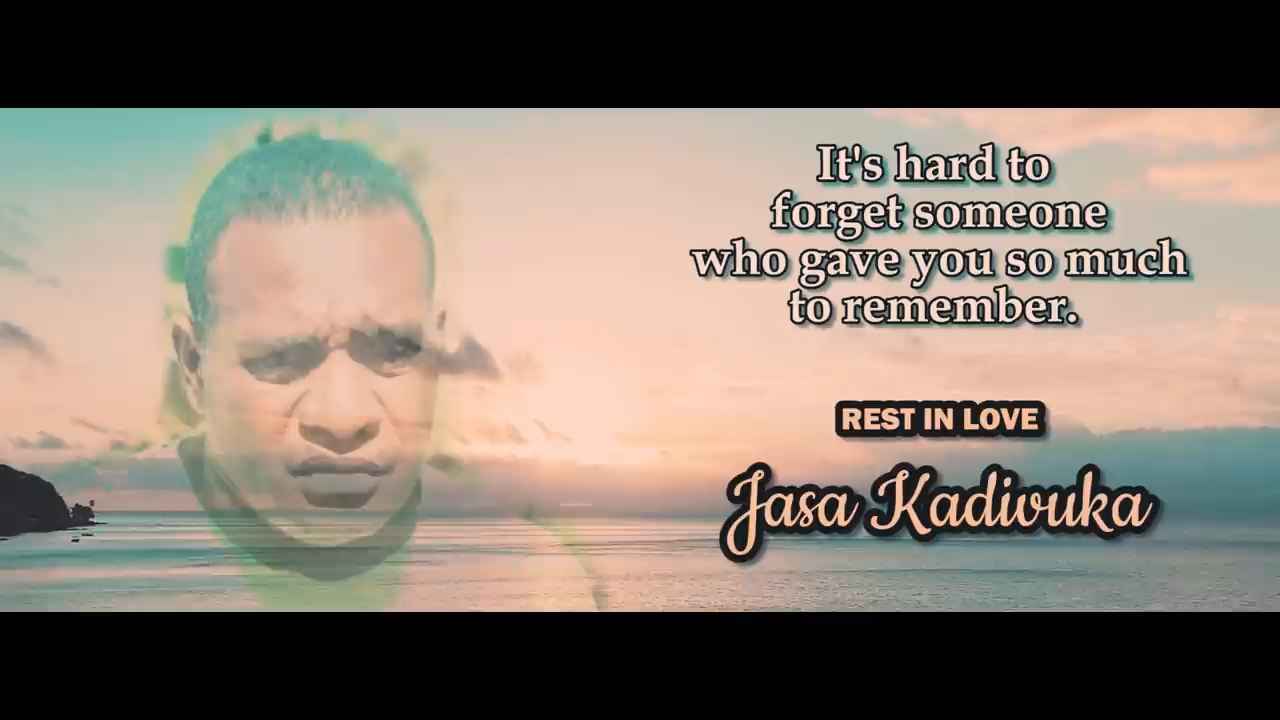 It's hard to
forget someone
who gave you so much
to remember.
REST IN LOVE
Jasa Kadivuka